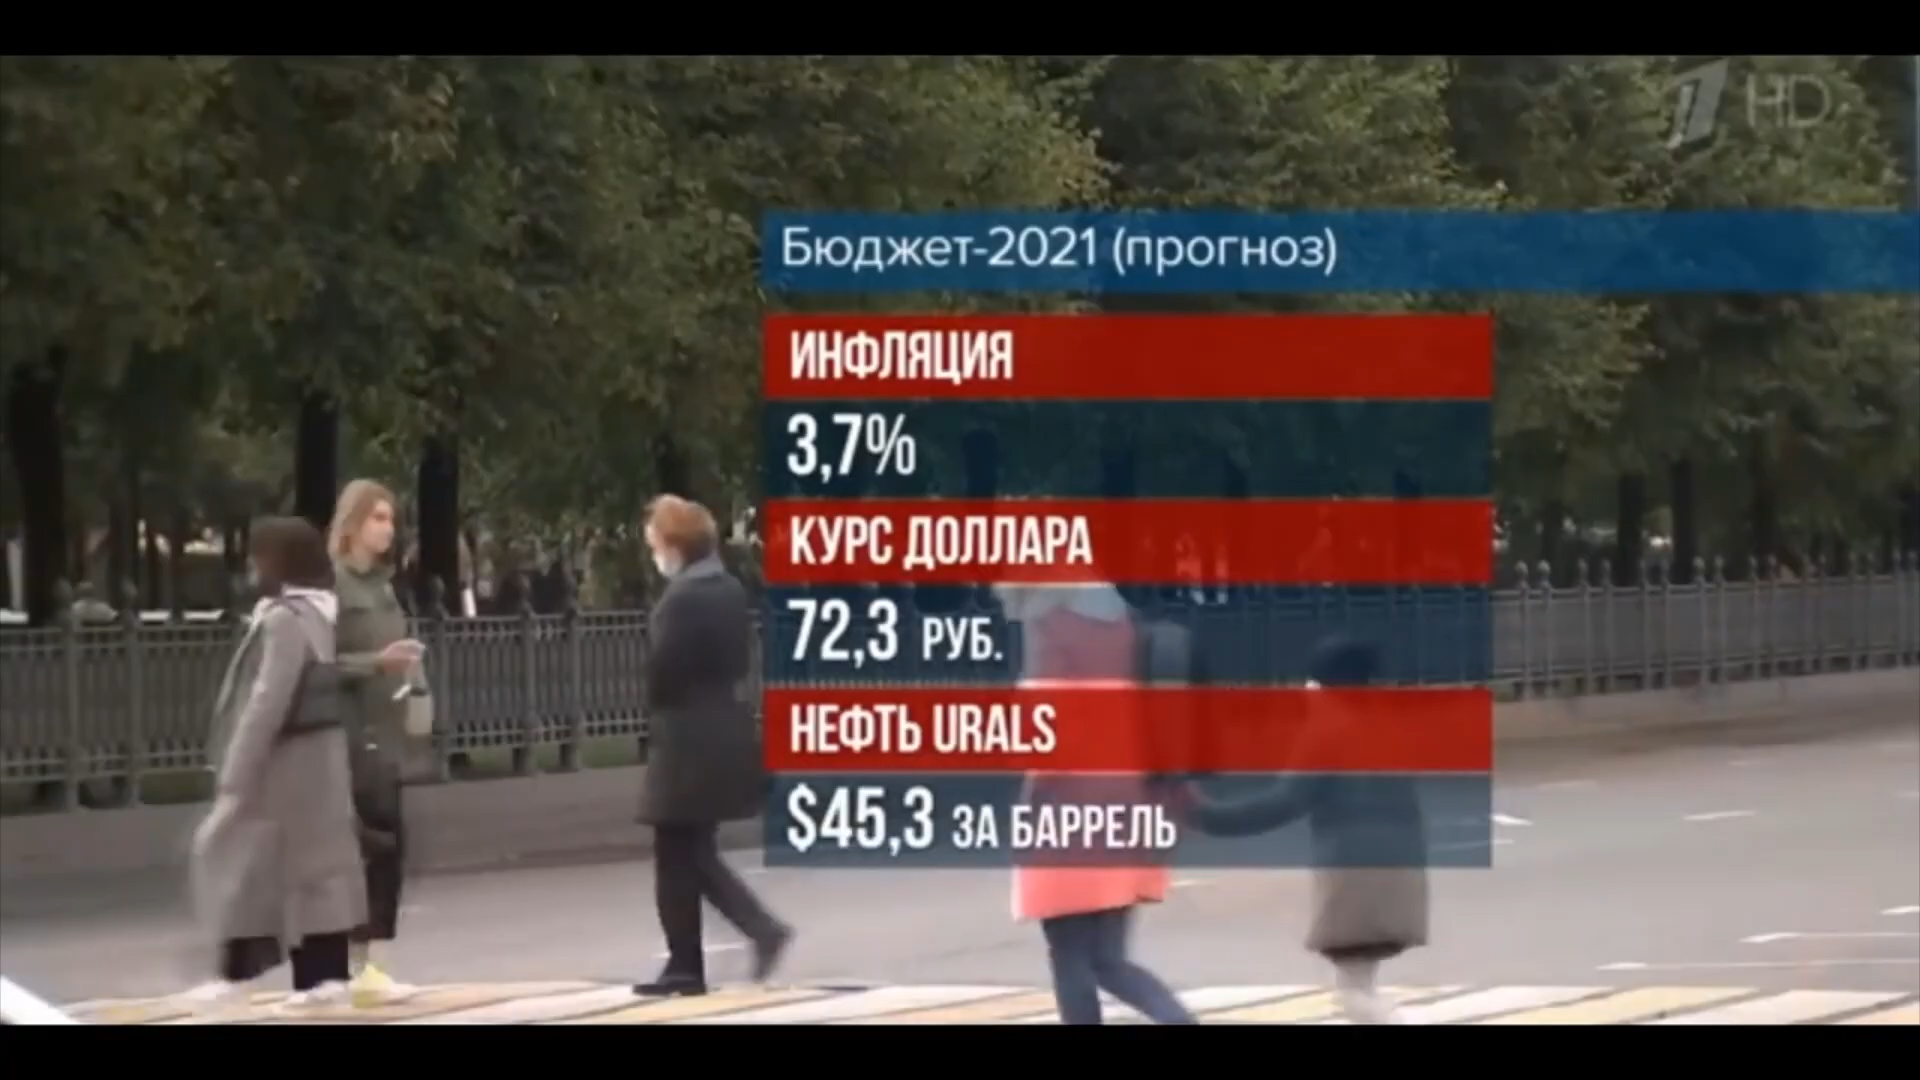 HD
Бюджет-2021 (прогноз)
ИНФЛЯЦИЯ
3,7%
КУРС ДОЛЛАРА
72,3 РУБ.
НЕФТЬ URALS
$45,3 ЗА БАРРЕЛЬ